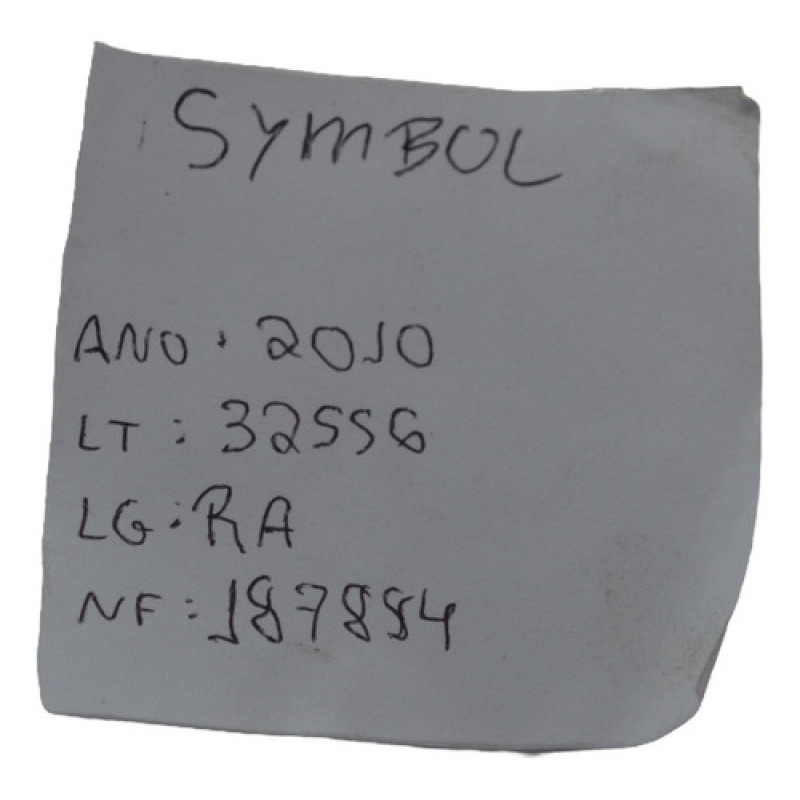 SYMBOL
ANO: 2010
LT: 32556
LG: RA
NF: 187884